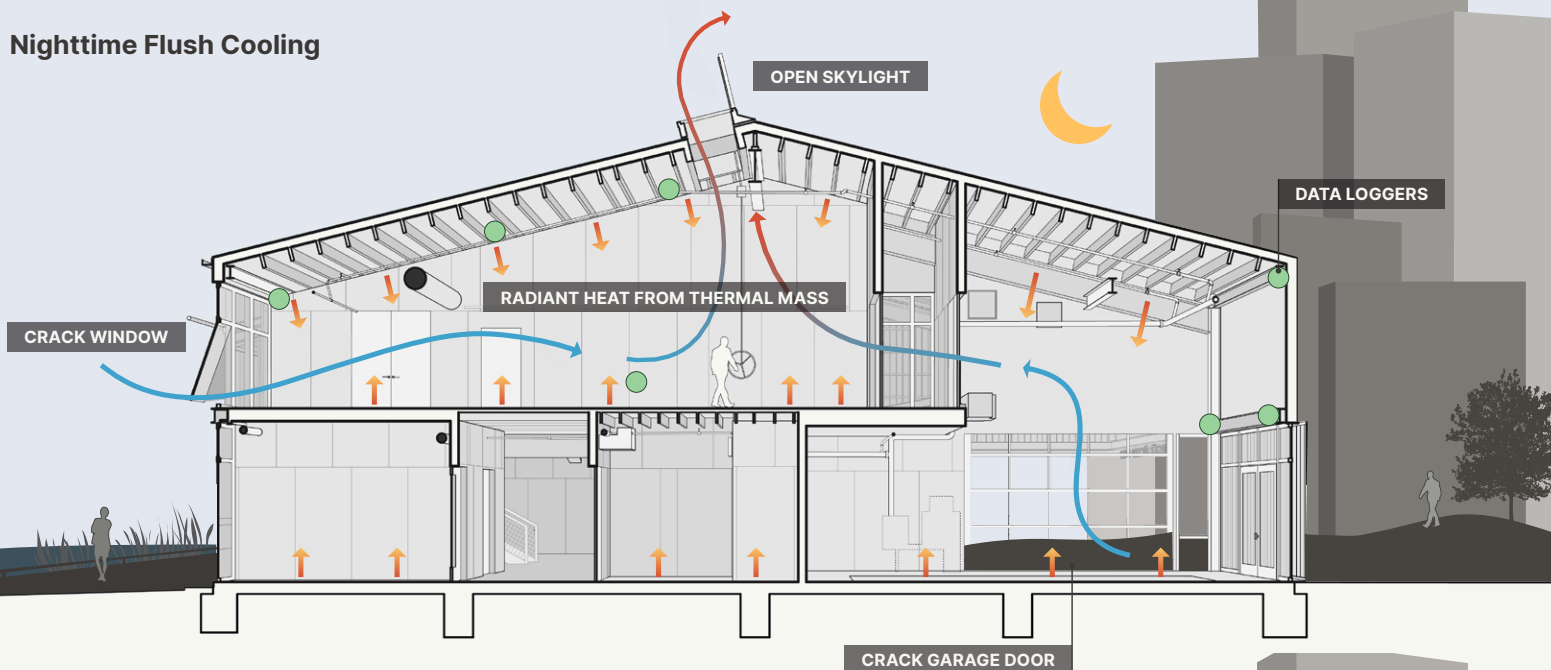 Nighttime Flush Cooling
OPEN SKYLIGHT
DATA LOGGERS
RADIANT HEAT FROM THERMAL MASS
CRACK WINDOW
CRACK GARAGE DOOR